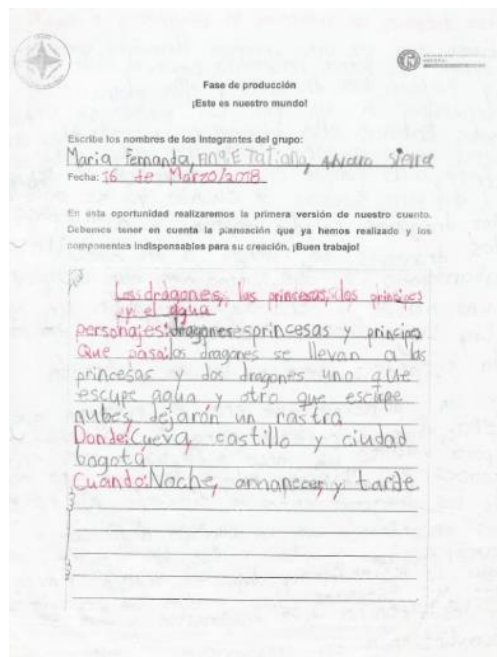 Fase de producción
¡Este es nuestro mundo!
Escribe los nombres de los integrantes del grupo:
Maria Fernanda, Tatiana, Alvaro Sierra
Fecha: 16 de Marzo/2018
En esta oportunidad realizaremos la primera versión de nuestro cuento.
Debemos tener en cuenta la planeación que ya hemos realizado y los
componentes indispensables para su creación. ¡Buen trabajo!
Los dragones, las princesas, los principes
en el agua
personajes: dragones princesas y principe
Que pasa: los dragones se llevan a las
princesas y dos dragones uno que
escupe agua y otro que escupe
nubes, dejarón un rastra
Donde: Cueva, castillo y ciudad
bogotá
Cuando: Noche, amanecer y tarde